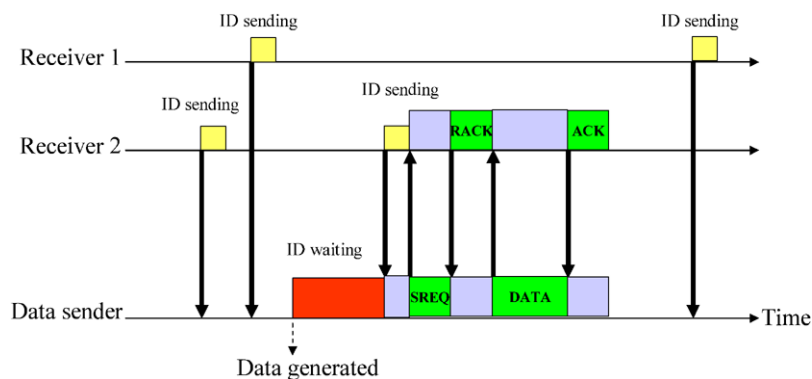 ID sending
ID sending
Receiver 1
ID sending
ID sending
Receiver 2
RACK
ACK
ID waiting
SREQ
DATA
Data sender
Time
Data generated